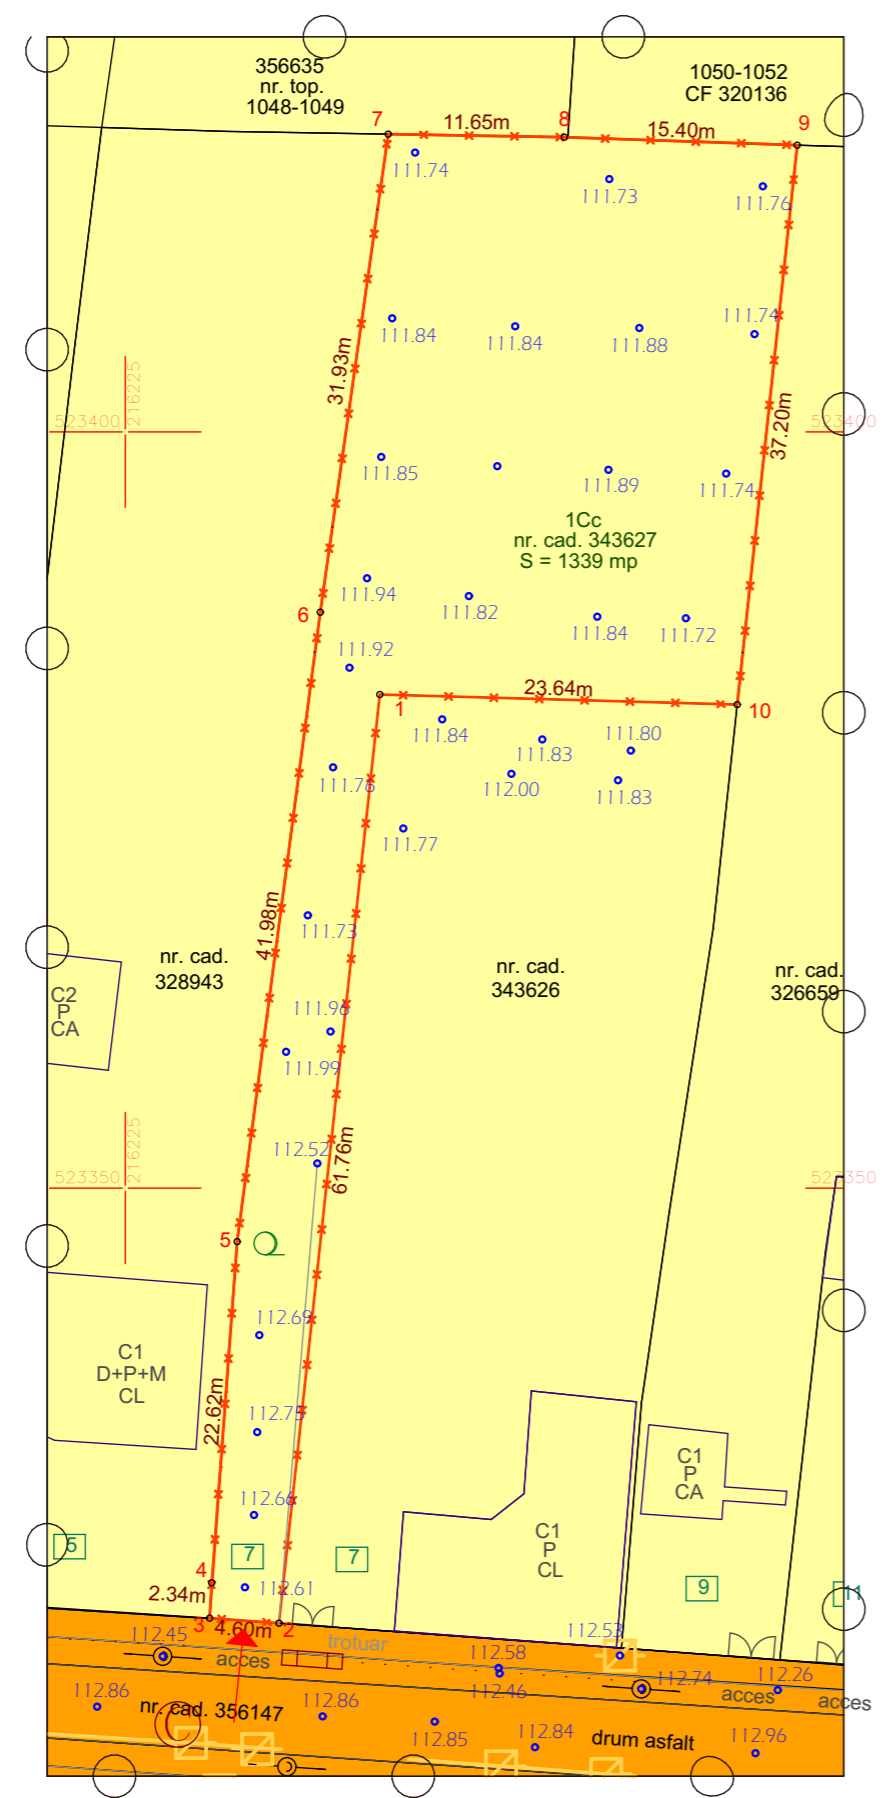 356635
nr. top.
1048-1049
1050-1052
CF 320136
7
11.65m
8
15.40m
9
111.74
111.73
111.76
111.84
111.84
111.88
111.74
31.93m
216225
523400
523400
37.20m
111.85
111.89
111.74
1Cc
nr. cad. 343627
S = 1339 mp
111.94
111.82
111.84
111.72
6
111.92
23.64m
1
10
111.84
111.83
111.80
111.76
112.00
111.83
111.77
41.98m
111.73
nr. cad.
328943
nr. cad.
343626
nr. cad.
326659
C2
P
CA
111.96
111.99
216225
112.52
61.76m
523350
523350
5
112.69
C1
D+P+M
CL
22.62m
112.75
C1
P
CA
112.66
C1
P
CL
5
7
7
9
11
4
2.34m
112.61
3
4.60m
2
112.45
acces
trotuar
112.58
112.53
112.46
112.74
112.26
acces
acces
112.86
nr. cad. 356147
112.86
112.85
112.84
drum asfalt
112.96